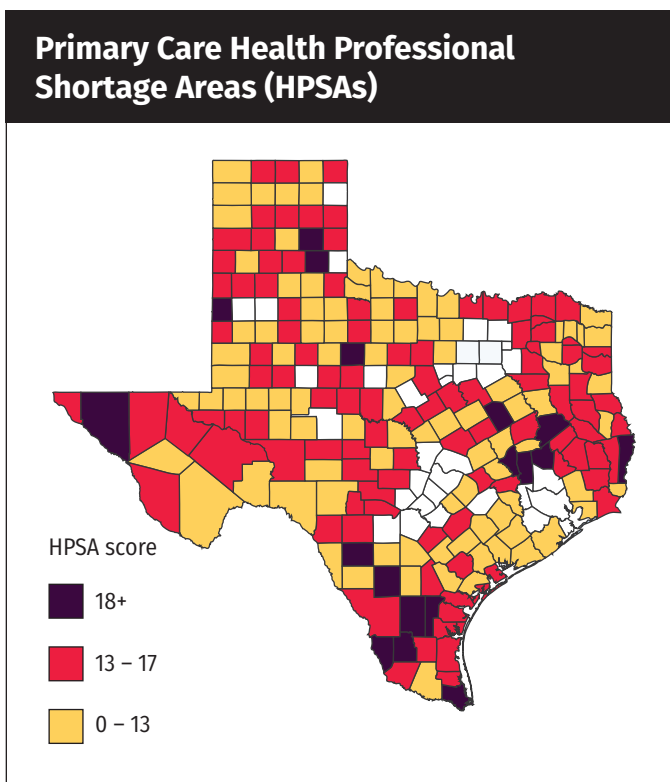 Primary Care Health Professional
Shortage Areas (HPSAs)
HPSA score
18+
13 – 17
0 – 13